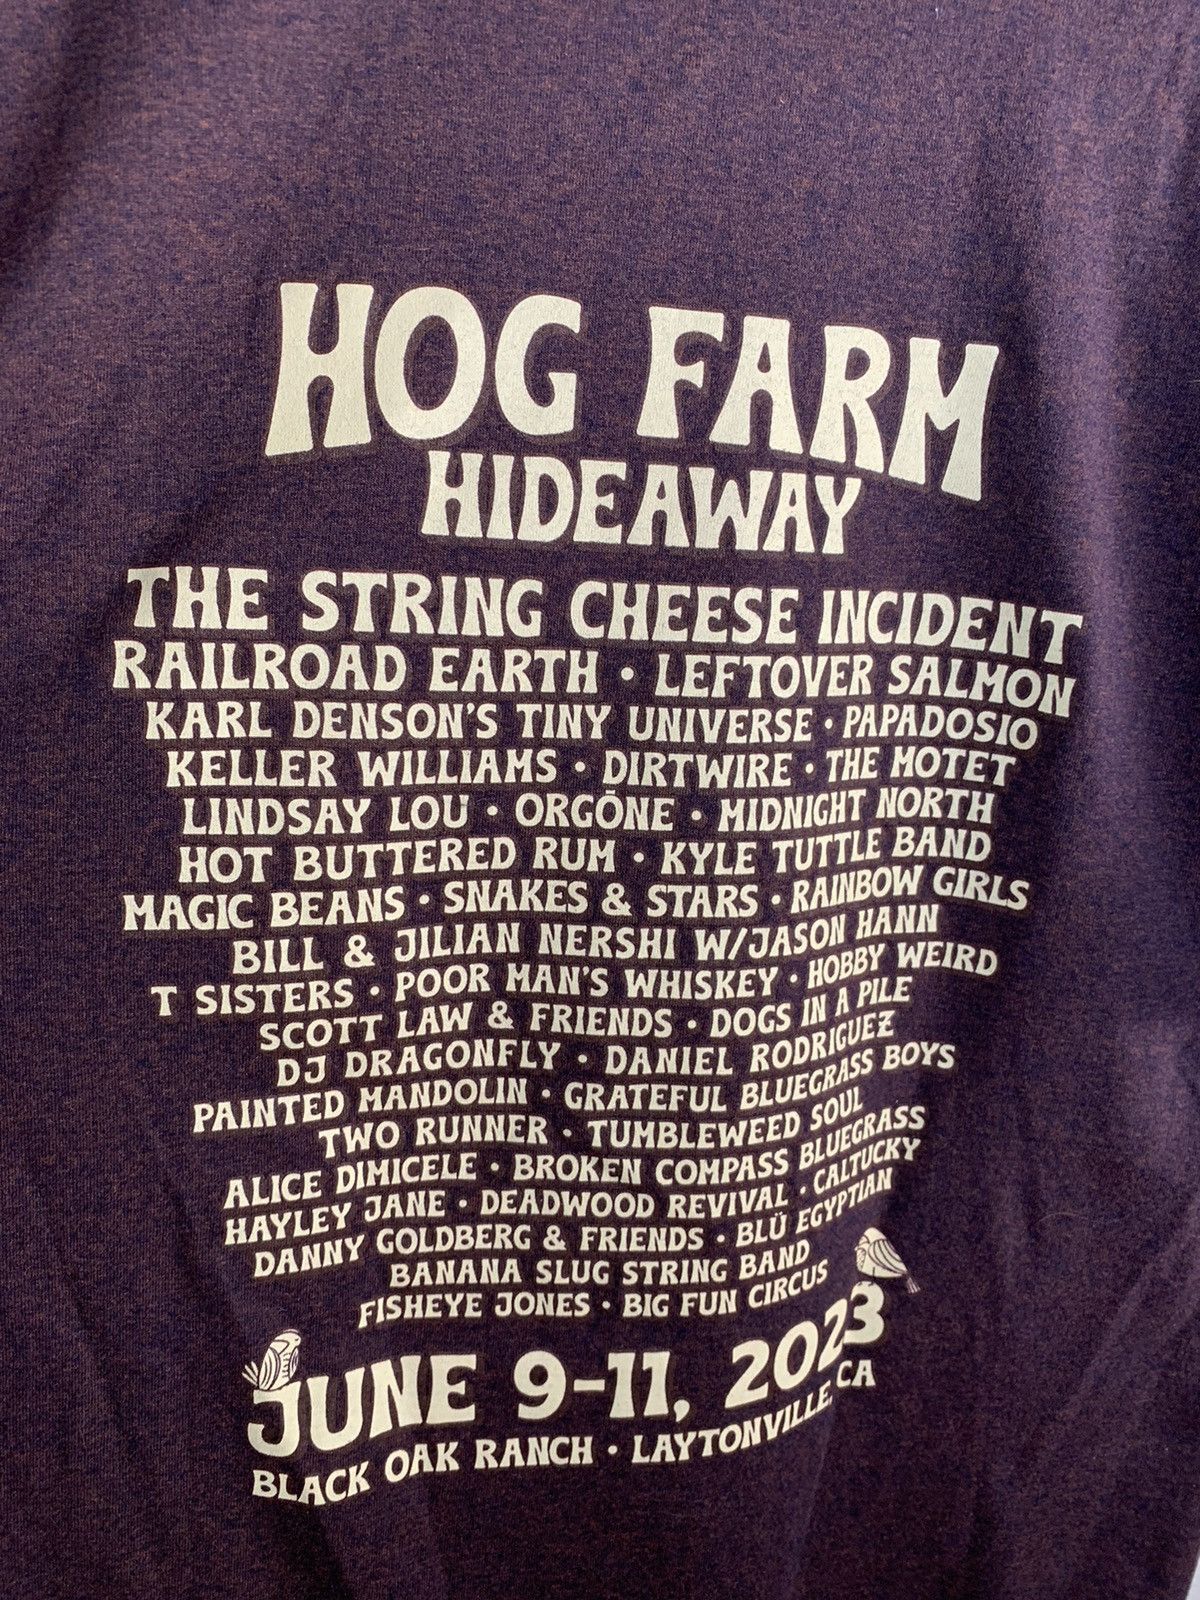 HOG FARM
HIDEAWAY
THE STRING CHEESE INCIDENT
RAILROAD EARTH • LEFTOVER SALMON
KARL DENSON'S TINY UNIVERSE • PAPADOSIO
KELLER WILLIAMS • DIRTWIRE • THE MOTET
LINDSAY LOU • ORGŌNE • MIDNIGHT NORTH
HOT BUTTERED RUM • KYLE TUTTLE BAND
MAGIC BEANS • SNAKES & STARS • RAINBOW GIRLS
BILL & JILIAN NERSHI W/JASON HANN
T SISTERS • POOR MAN'S WHISKEY • HOBBY WEIRD
SCOTT LAW & FRIENDS • DOGS IN A PILE
DJ DRAGONFLY • DANIEL RODRIGUEZ
PAINTED MANDOLIN • GRATEFUL BLUEGRASS BOYS
TWO RUNNER • TUMBLEWEED SOUL
ALICE DIMICELE • BROKEN COMPASS BLUEGRASS
HAYLEY JANE • DEADWOOD REVIVAL • CALTUCKY
DANNY GOLDBERG & FRIENDS • BLÜ EGYPTIAN
BANANA SLUG STRING BAND
FISHEYE JONES • BIG FUN CIRCUS
JUNE 9-11, 2023
BLACK OAK RANCH • LAYTONVILLE, CA